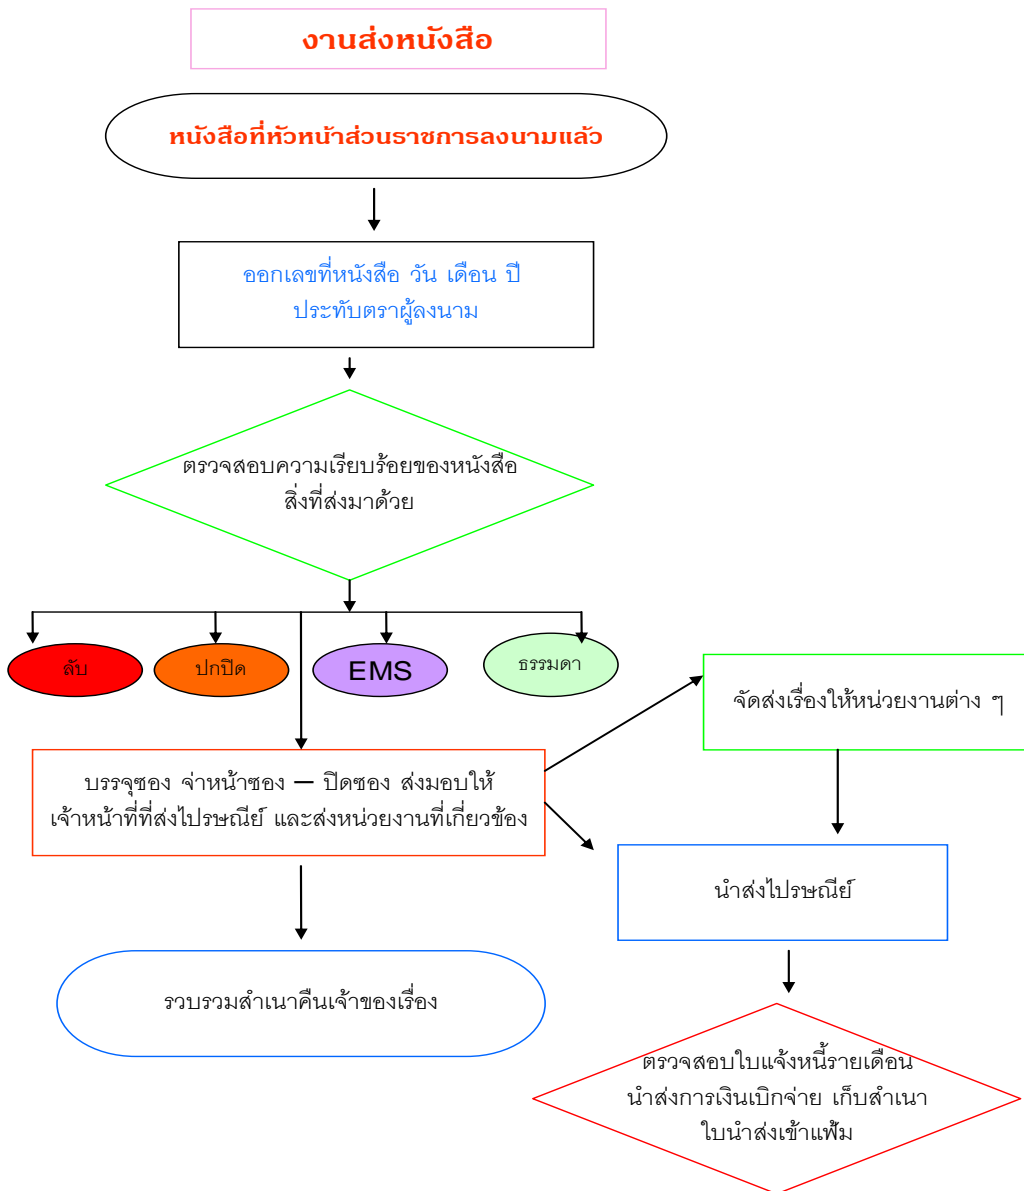 งานส่งหนังสือ
หนังสือที่หัวหน้าส่วนราชการลงนามแล้ว
ออกเลขที่หนังสือ วัน เดือน ปี
ประทับตราผู้ลงนาม
ตรวจสอบความเรียบร้อยของหนังสือ
สิ่งที่ส่งมาด้วย
ลับ
ปกปิด
EMS
ธรรมดา
จัดส่งเรื่องให้หน่วยงานต่าง ๆ
บรรจุซอง จ่าหน้าซอง – ปิดซอง ส่งมอบให้
เจ้าหน้าที่ที่ส่งไปรษณีย์ และส่งหน่วยงานที่เกี่ยวข้อง
นำส่งไปรษณีย์
รวบรวมสำเนาคืนเจ้าของเรื่อง
ตรวจสอบใบแจ้งหนี้รายเดือน
นำส่งการเงินเบิกจ่าย เก็บสำเนา
ใบนำส่งเข้าแฟ้ม